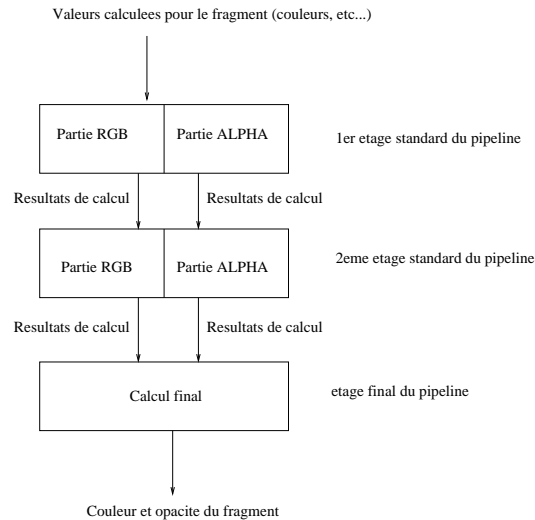 Valeurs calculees pour le fragment (couleurs, etc...)
Partie RGB
Partie ALPHA
1er etage standard du pipeline
Resultats de calcul
Resultats de calcul
Partie RGB
Partie ALPHA
2eme etage standard du pipeline
Resultats de calcul
Resultats de calcul
Calcul final
etage final du pipeline
Couleur et opacite du fragment